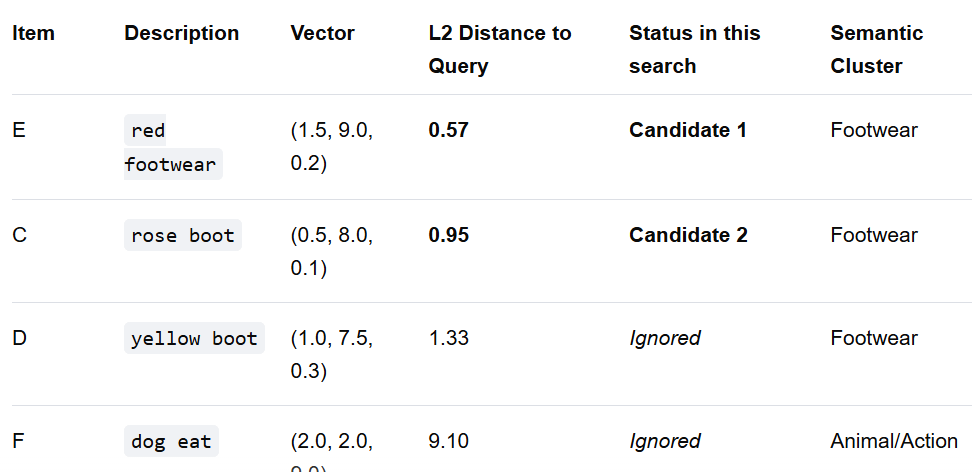 Item Description Vector L2 Distance to Query Status in this search Semantic Cluster
E red footwear (1.5, 9.0, 0.2) 0.57 Candidate 1 Footwear
C rose boot (0.5, 8.0, 0.1) 0.95 Candidate 2 Footwear
D yellow boot (1.0, 7.5, 0.3) 1.33 Ignored Footwear
F dog eat (2.0, 2.0, 9.10 Ignored Animal/Action